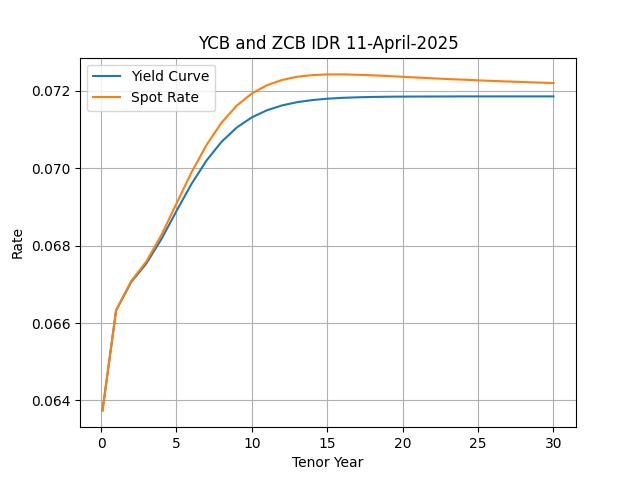 YCB and ZCB IDR 11-April-2025
Yield Curve
Spot Rate
0.072
0.070
0.068
0.066
0.064
Rate
0 5 10 15 20 25 30
Tenor Year